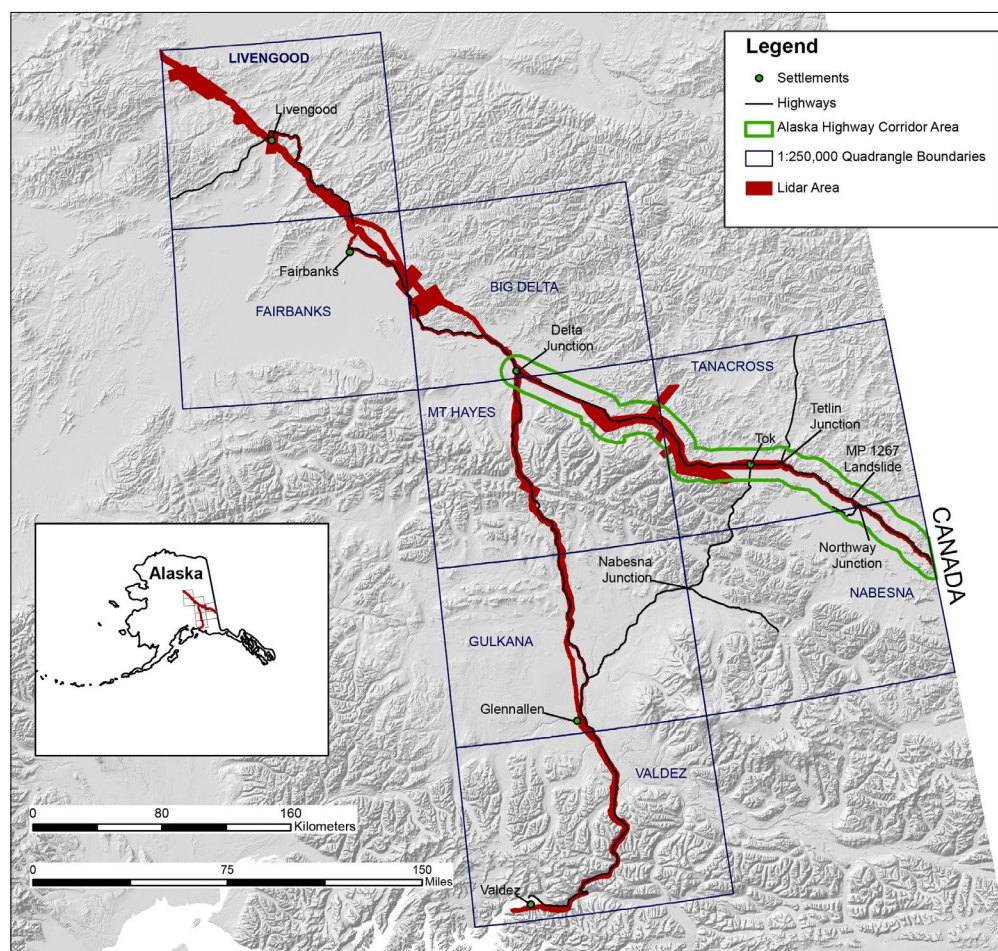 Legend
Settlements
Highways
Alaska Highway Corridor Area
1:250,000 Quadrangle Boundaries
Lidar Area
LIVENGOOD
Livengood
Fairbanks
FAIRBANKS
BIG DELTA
Delta
Junction
TANACROSS
MT HAYES
Tetlin
Junction
Tok
MP 1267
Landslide
CANADA
Northway
Junction
Nabesna
Junction
NABESNA
Alaska
GULKANA
Glennallen
VALDEZ
0
80
160
Kilometers
0
75
150
Miles
Valdez